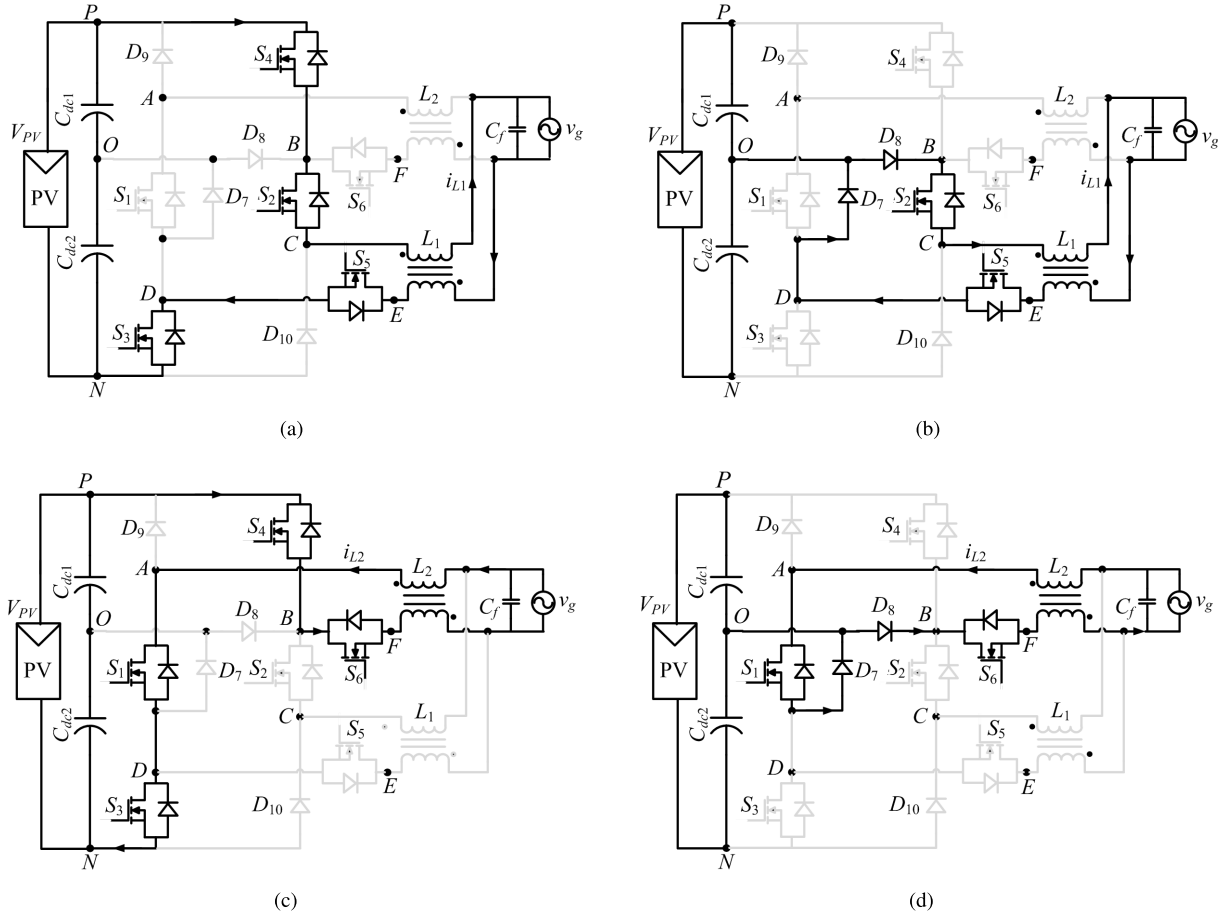 P
D9
S4
A
L2
Cdc1
Cf
vg
VPV
O
D8
B
F
iL1
PV
S1
D7
S2
S6
Cdc2
C
L1
S5
D
E
S3
D10
N
(a)
P
D9
S4
A
L2
Cdc1
Cf
vg
VPV
O
D8
B
F
iL1
PV
S1
D7
S2
S6
Cdc2
C
L1
S5
D
E
S3
D10
N
(b)
P
D9
S4
iL2
A
L2
Cdc1
Cf
vg
VPV
O
D8
B
F
PV
S1
D7
S2
S6
Cdc2
C
L1
S5
D
E
S3
D10
N
(c)
P
D9
S4
iL2
A
L2
Cdc1
Cf
vg
VPV
O
D8
B
F
PV
S1
D7
S2
S6
Cdc2
C
L1
S5
D
E
S3
D10
N
(d)